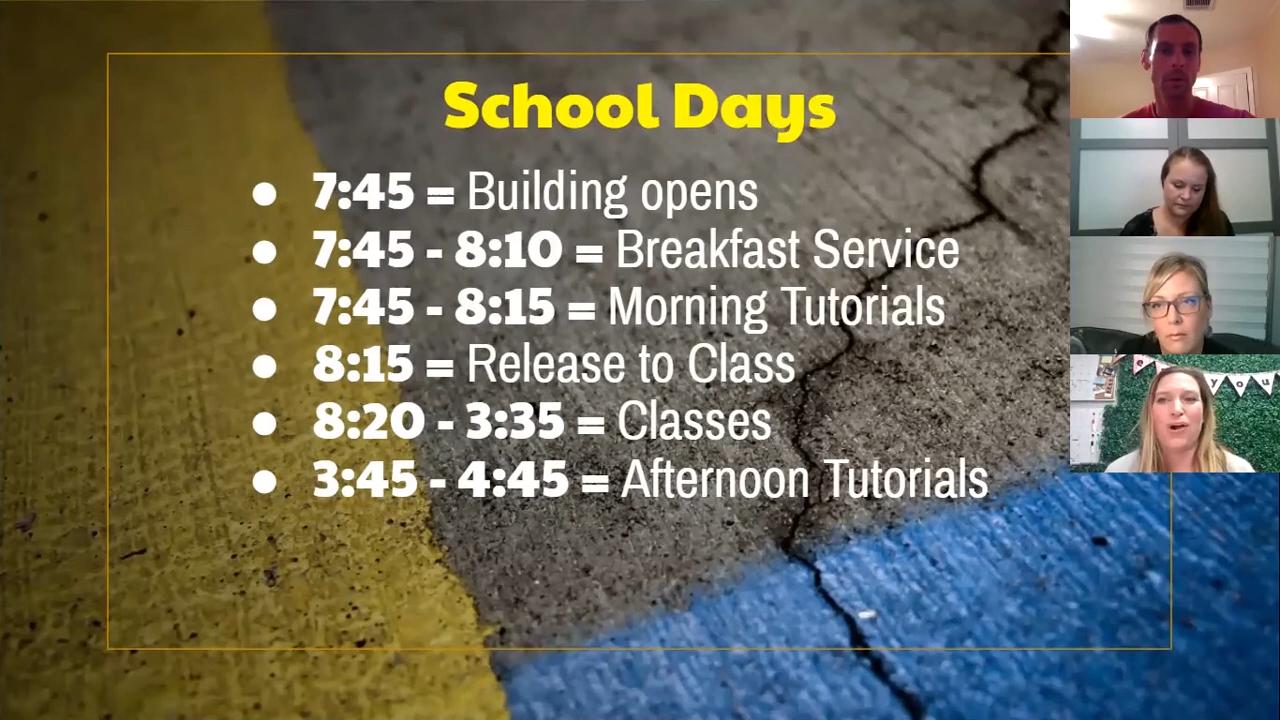 School Days
● 7:45 = Building opens
● 7:45 - 8:10 = Breakfast Service
● 7:45 - 8:15 = Morning Tutorials
● 8:15 = Release to Class
● 8:20 - 3:35 = Classes
● 3:45 - 4:45 = Afternoon Tutorials
you